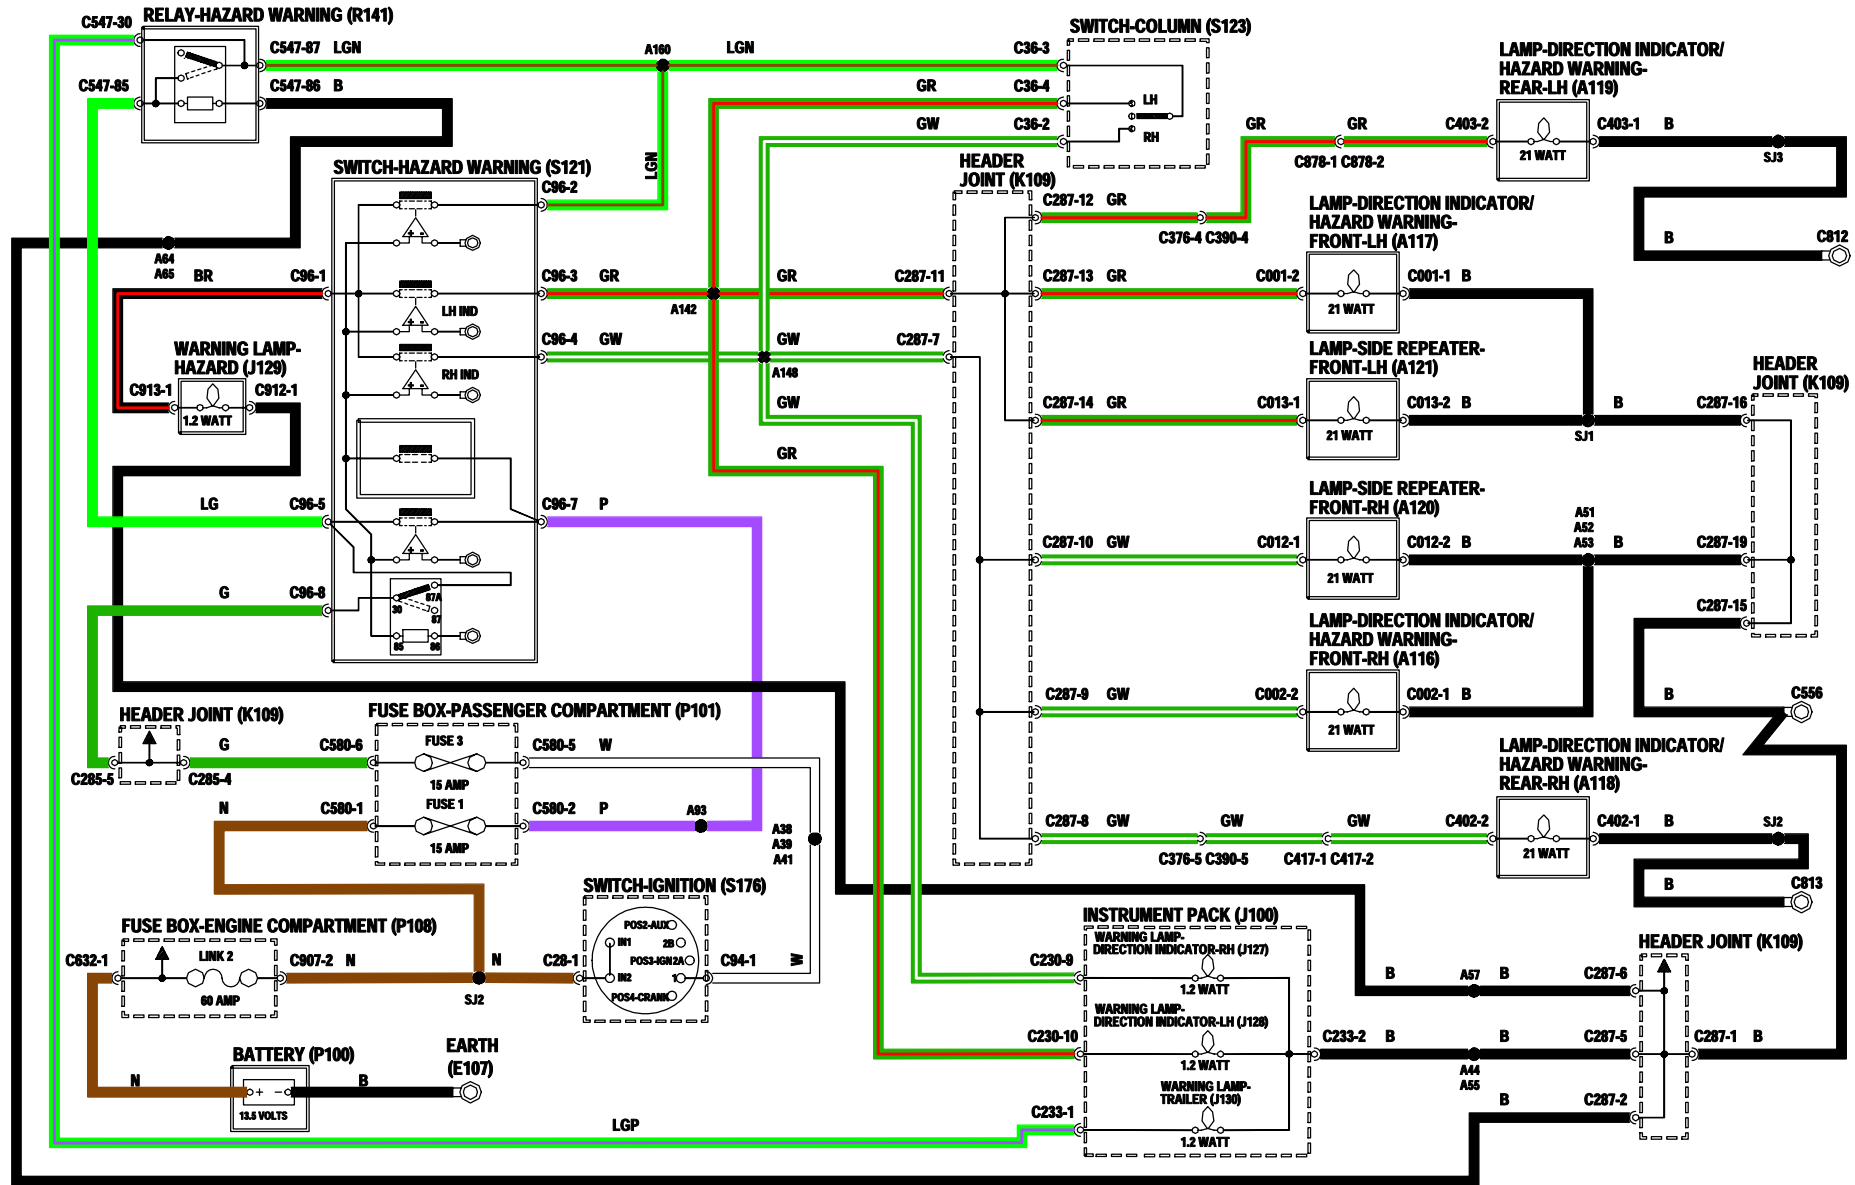 RELAY-HAZARD WARNING (R141)
C547-30
C547-87 LGN
C547-85
C547-86 B
A160
LGN
C36-3
GR
C36-4
GW
C36-2
SWITCH-COLUMN (S123)
LH
RH
LAMP-DIRECTION INDICATOR/
HAZARD WARNING-
REAR-LH (A119)
GR
GR
C403-2
C403-1
B
21 WATT
SJ3
C878-1 C878-2
SWITCH-HAZARD WARNING (S121)
LGN
C96-2
HEADER
JOINT (K109)
C287-12 GR
C376-4 C390-4
LAMP-DIRECTION INDICATOR/
HAZARD WARNING-
FRONT-LH (A117)
B
C812
A64
A65
BR
C96-1
C96-3
GR
GR
C287-11
C287-13 GR
C001-2
C001-1 B
21 WATT
A142
LH IND
+ -
WARNING LAMP-
HAZARD (J129)
C96-4
GW
GW
C287-7
A148
RH IND
LAMP-SIDE REPEATER-
FRONT-LH (A121)
HEADER
JOINT (K109)
C913-1
C912-1
1.2 WATT
GW
C287-14 GR
C013-1
C013-2 B
B
C287-16
21 WATT
SJ1
GR
LG
C96-5
C96-7
P
LAMP-SIDE REPEATER-
FRONT-RH (A120)
A51
A52
A53
C287-10 GW
C012-1
C012-2 B
B
C287-19
21 WATT
G
C96-8
87A
30
87
85
86
C287-15
LAMP-DIRECTION INDICATOR/
HAZARD WARNING-
FRONT-RH (A116)
C287-9 GW
C002-2
C002-1 B
21 WATT
B
C556
HEADER JOINT (K109)
FUSE BOX-PASSENGER COMPARTMENT (P101)
G
C580-6
FUSE 3
C580-5
W
C285-5
C285-4
15 AMP
N
C580-1
FUSE 1
C580-2
P
A93
15 AMP
A38
A39
A41
LAMP-DIRECTION INDICATOR/
HAZARD WARNING-
REAR-RH (A118)
C287-8 GW
GW
GW
C402-2
C402-1
B
SJ2
C376-5 C390-5
C417-1 C417-2
21 WATT
B
C813
SWITCH-IGNITION (S176)
POS2-AUX
IN1
2B
POS3-IGN 2A
IN2
1
POS4-CRANK
C28-1
C94-1
W
FUSE BOX-ENGINE COMPARTMENT (P108)
C632-1
LINK 2
C907-2 N
N
60 AMP
SJ2
INSTRUMENT PACK (J100)
WARNING LAMP-
DIRECTION INDICATOR-RH (J127)
C230-9
1.2 WATT
WARNING LAMP-
DIRECTION INDICATOR-LH (J128)
C230-10
1.2 WATT
WARNING LAMP-
TRAILER (J130)
C233-1
1.2 WATT
C233-2
B
HEADER JOINT (K109)
B
A57
B
C287-6
B
C287-5
C287-1 B
A44
A55
B
C287-2
BATTERY (P100)
EARTH
(E107)
N
+ -
B
13.5 VOLTS
LGP